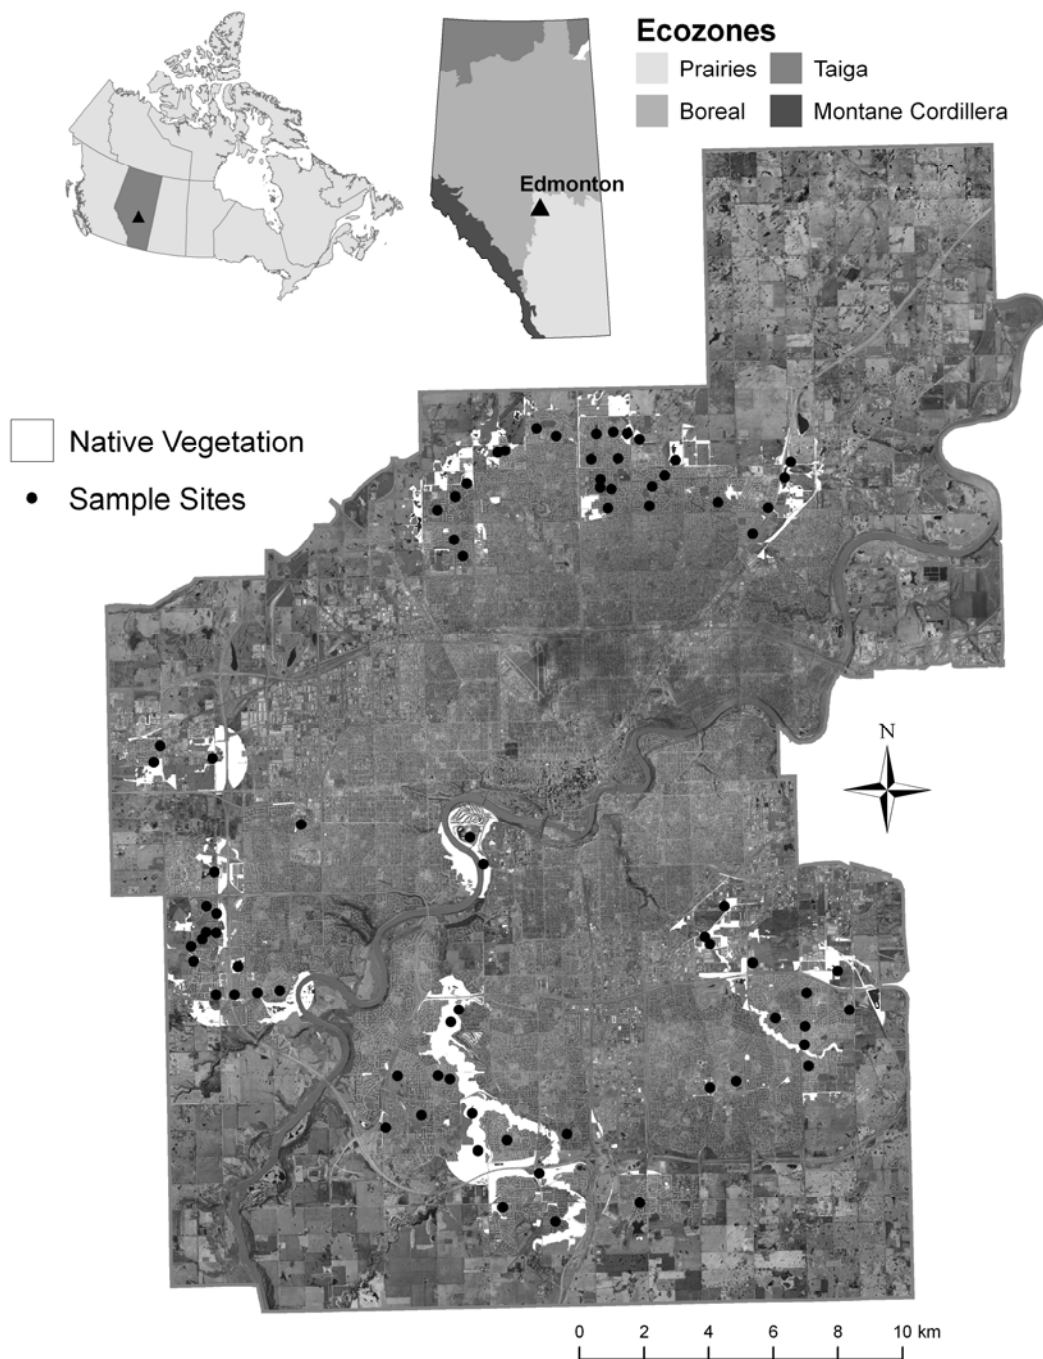 Ecozones
Prairies
Taiga
Boreal
Montane Cordillera
Edmonton
Native Vegetation
Sample Sites
N
0 2 4 6 8 10 km